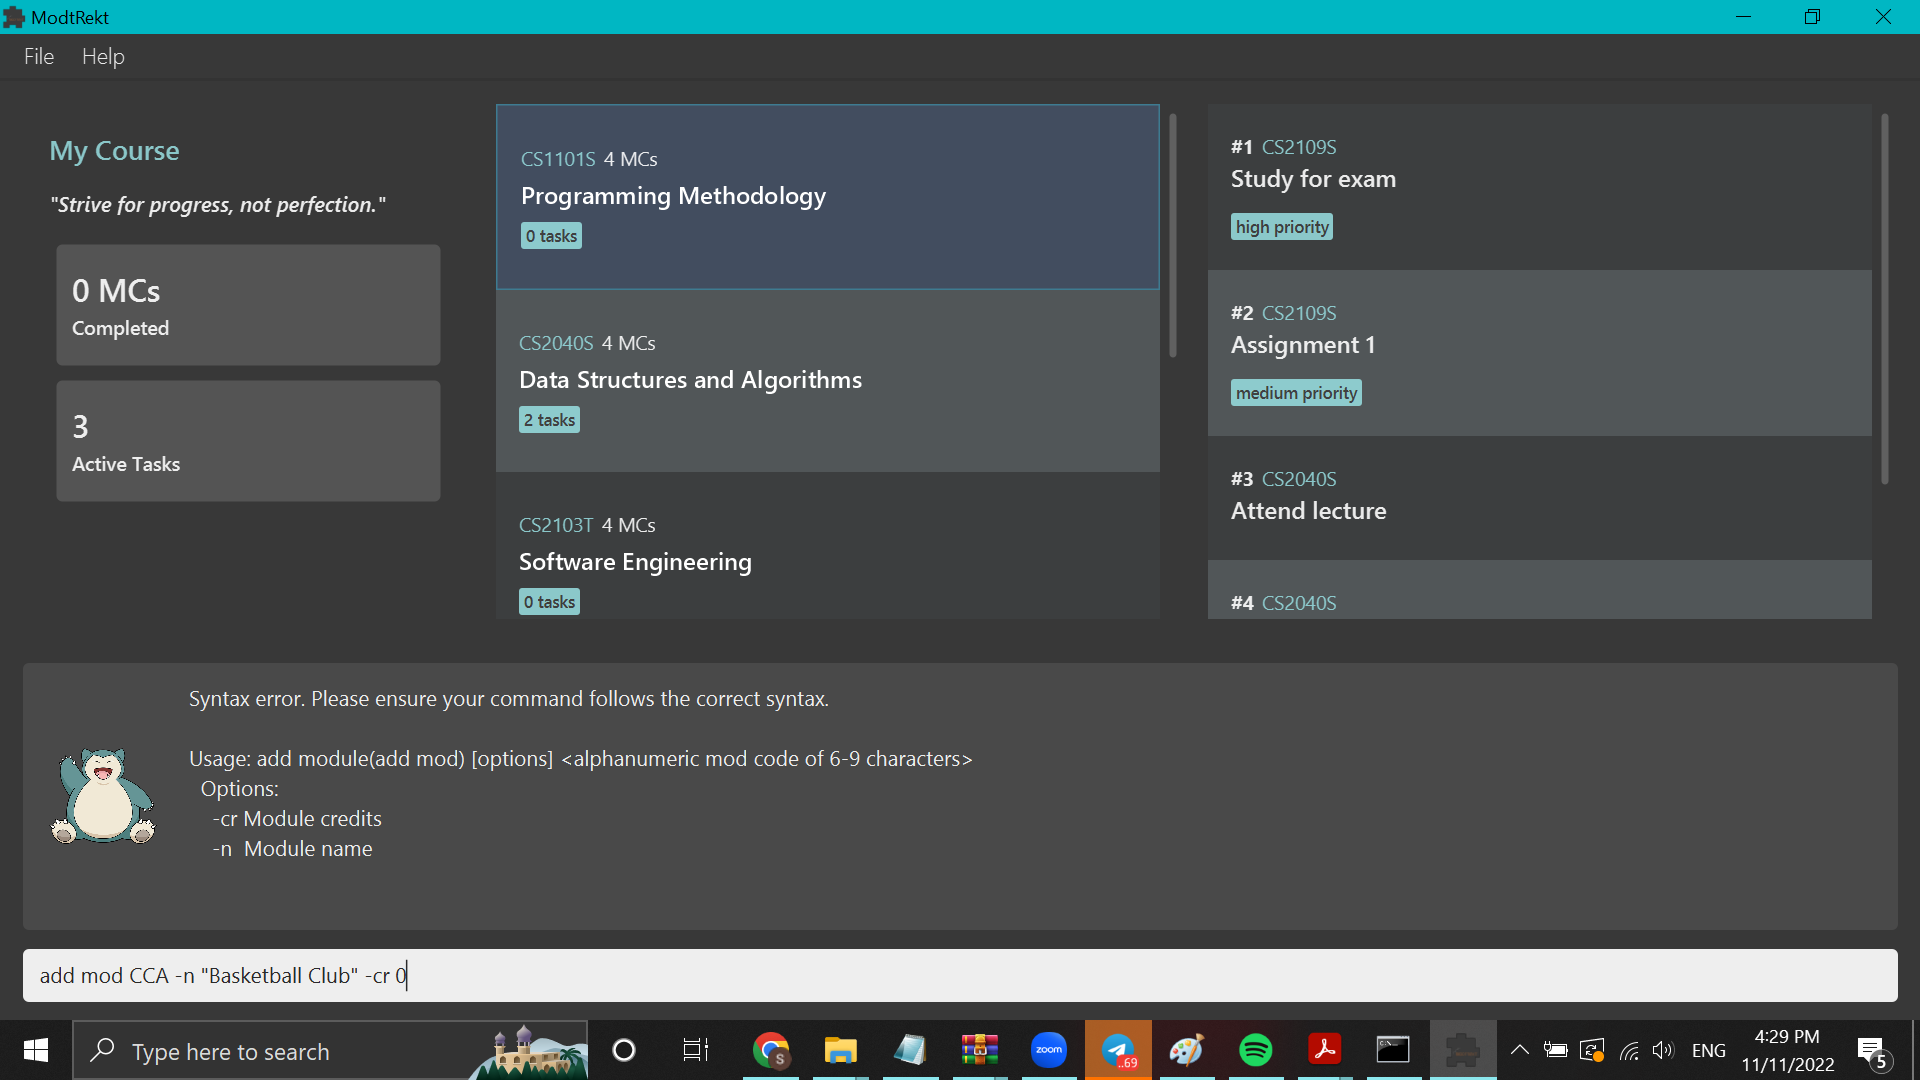 ModtRekt
File Help
My Course
"Strive for progress, not perfection."
0 MCs
Completed
3
Active Tasks
CS1101S 4 MCs
Programming Methodology
0 tasks
CS2040S 4 MCs
Data Structures and Algorithms
2 tasks
CS2103T 4 MCs
Software Engineering
0 tasks
#1 CS2109S
Study for exam
high priority
#2 CS2109S
Assignment 1
medium priority
#3 CS2040S
Attend lecture
#4 CS2040S
Syntax error. Please ensure your command follows the correct syntax.
Usage: add module(add mod) [options] <alphanumeric mod code of 6-9 characters>
Options:
-cr Module credits
-n Module name
add mod CCA -n "Basketball Club" -cr 0
Type here to search
S
zoom
..69
ENG
4:29 PM
11/11/2022
5